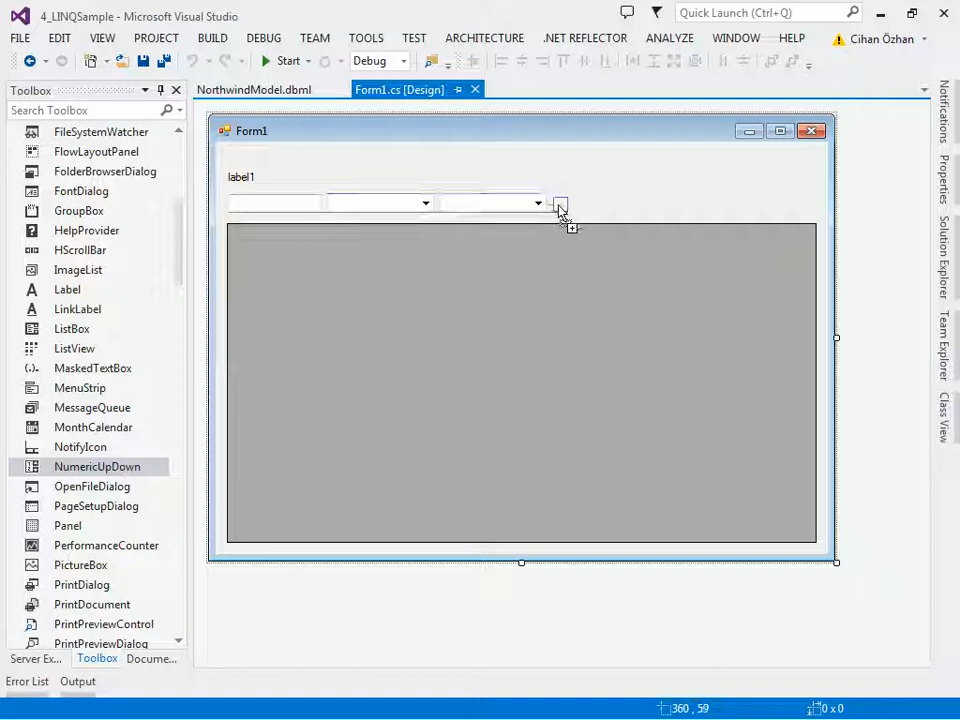 4_LINQSample - Microsoft Visual Studio
Quick Launch (Ctrl+Q)
FILE EDIT VIEW PROJECT BUILD DEBUG TEAM TOOLS TEST ARCHITECTURE .NET REFLECTOR ANALYZE WINDOW HELP Cihan Özhan
Start Debug
Toolbox
NorthwindModel.dbml Form1.cs [Design]
Search Toolbox
FileSystemWatcher
FlowLayoutPanel
FolderBrowserDialog
FontDialog
GroupBox
HelpProvider
HScrollBar
ImageList
Label
LinkLabel
ListBox
ListView
MaskedTextBox
MenuStrip
MessageQueue
MonthCalendar
NotifyIcon
NumericUpDown
OpenFileDialog
PageSetupDialog
Panel
PerformanceCounter
PictureBox
PrintDialog
PrintDocument
PrintPreviewControl
PrintPreviewDialog
Form1
label1
Notifications
Properties
Solution Explorer
Team Explorer
Class View
Server Ex... Toolbox Docume...
Error List Output
360 , 59 0 x 0